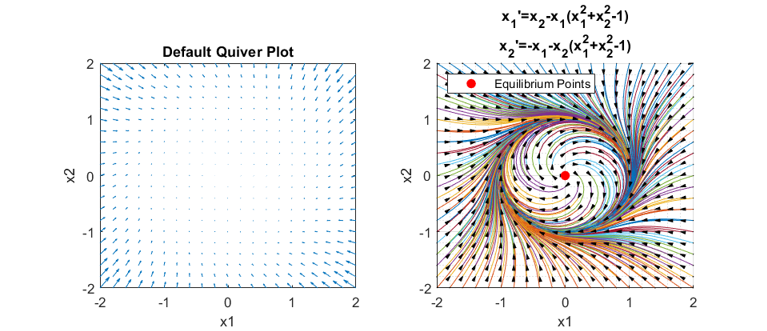 Default Quiver Plot
x2
2
1
0
-1
-2
-2 -1 0 1 2
x1
x₁'=x₂-x₁(x₁²+x₂²-1)
x₂'=-x₁-x₂(x₁²+x₂²-1)
Equilibrium Points
x2
2
1
0
-1
-2
-2 -1 0 1 2
x1